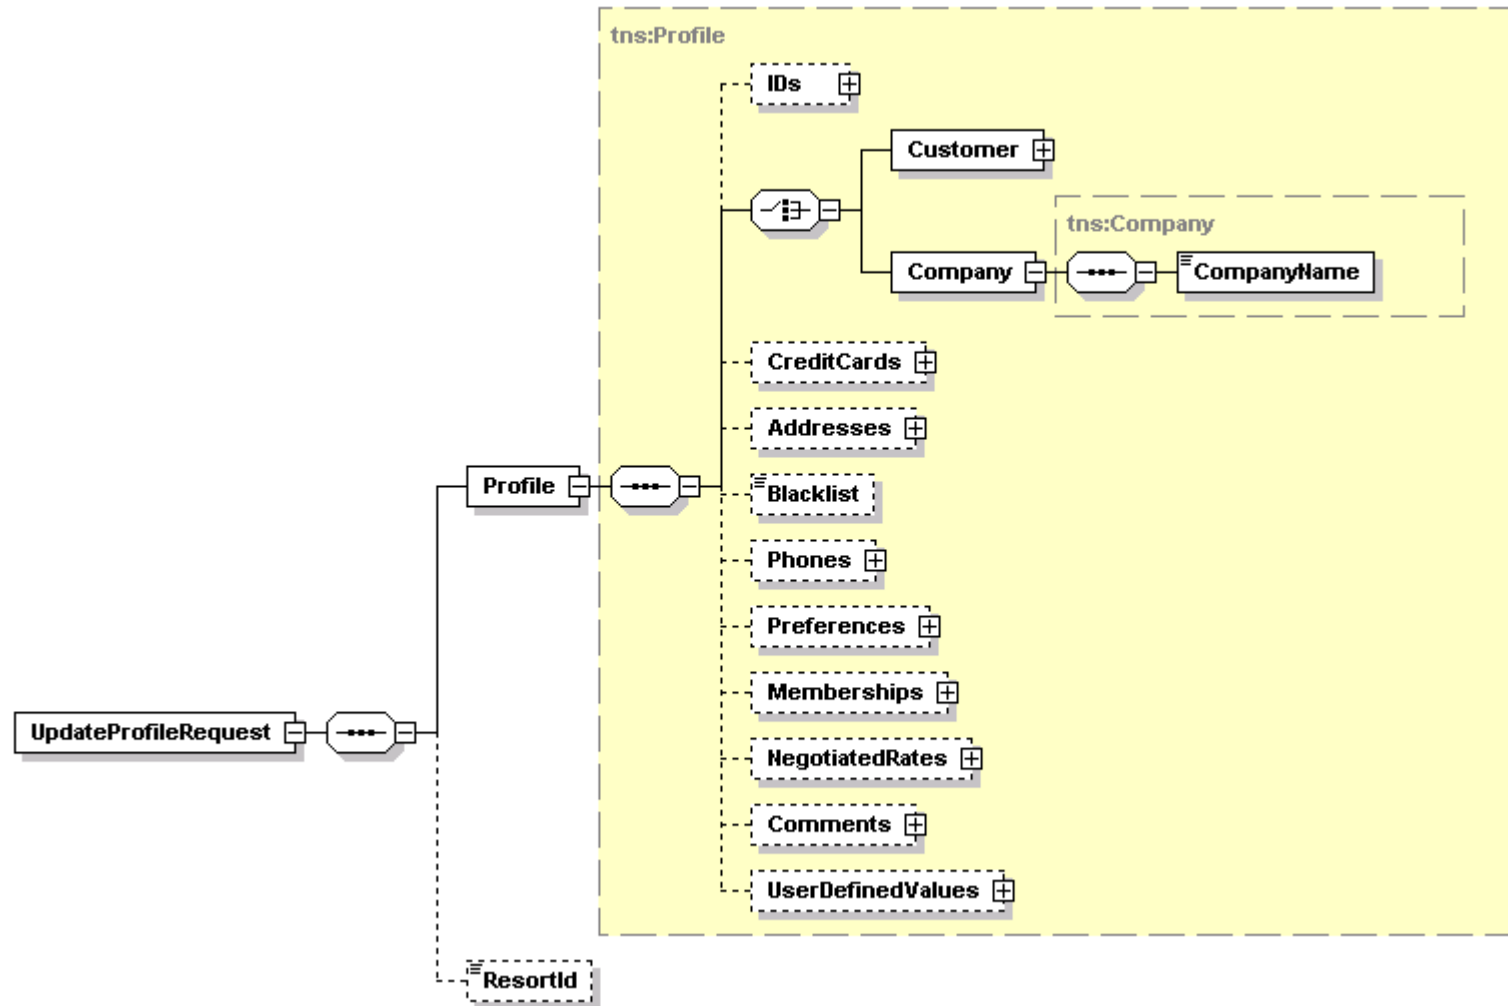 tns:Profile
IDs
Customer
tns:Company
Company
CompanyName
CreditCards
Addresses
Profile
Blacklist
Phones
Preferences
Memberships
UpdateProfileRequest
NegotiatedRates
Comments
UserDefinedValues
ResortId